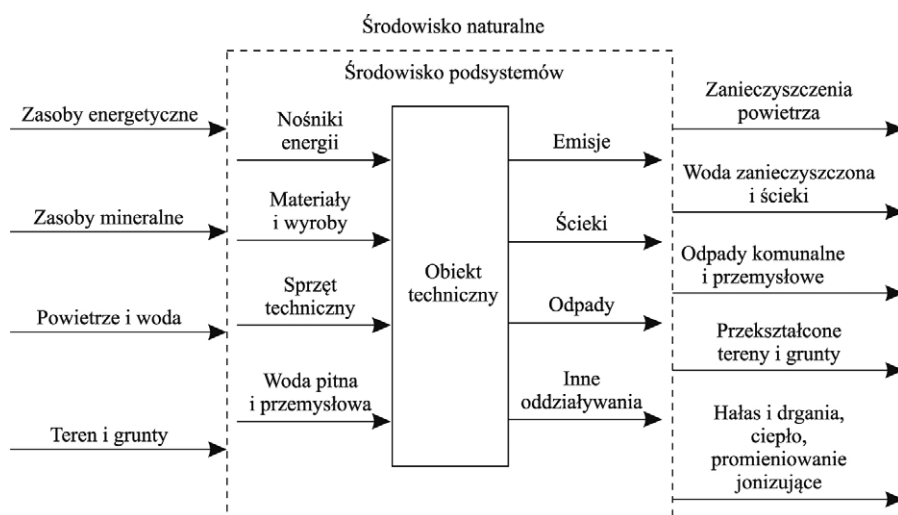 Środowisko naturalne
Środowisko podsystemów
Zasoby energetyczne
Zasoby mineralne
Powietrze i woda
Teren i grunty
Nośniki
energii
Materiały
i wyroby
Sprzęt
techniczny
Woda pitna
i przemysłowa
Obiekt
techniczny
Emisje
Ścieki
Odpady
Inne
oddziaływania
Zanieczyszczenia
powietrza
Woda zanieczyszczona
i ścieki
Odpady komunalne
i przemysłowe
Przekształcone
tereny i grunty
Hałas i drgania,
ciepło,
promieniowanie
jonizujące